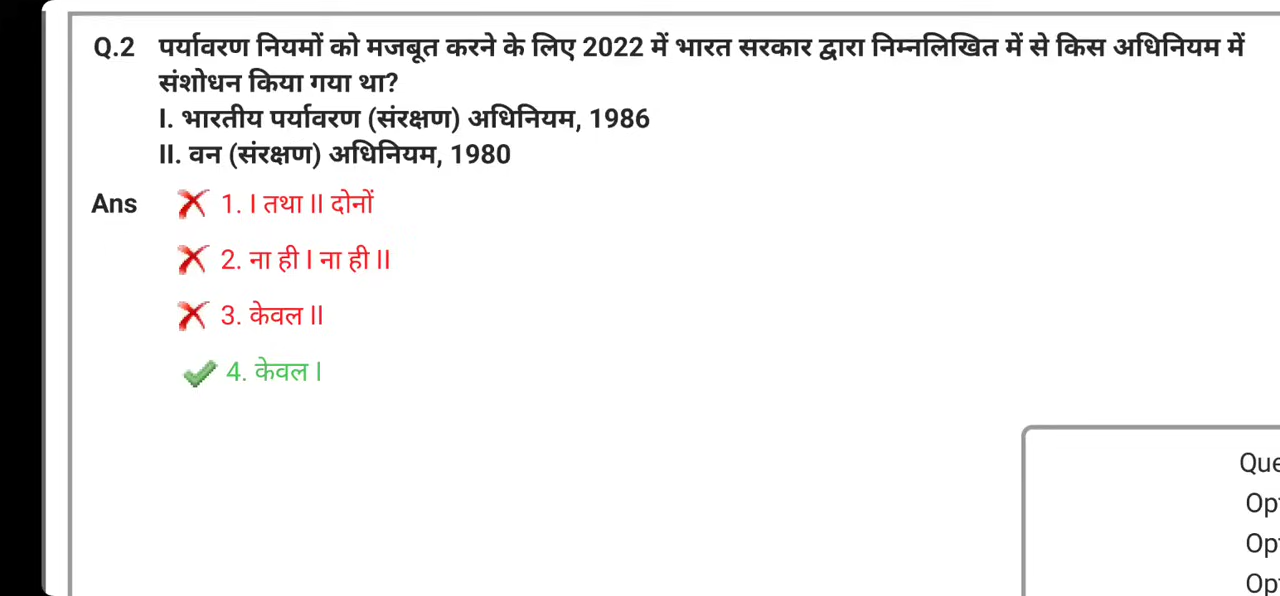 Q.2 पर्यावरण नियमों को मजबूत करने के लिए 2022 में भारत सरकार द्वारा निम्नलिखित में से किस अधिनियम में
संशोधन किया गया था?
I. भारतीय पर्यावरण (संरक्षण) अधिनियम, 1986
II. वन (संरक्षण) अधिनियम, 1980
Ans 1. I तथा II दोनों
2. ना ही I ना ही II
3. केवल II
4. केवल I
Que
Op
Op
Op